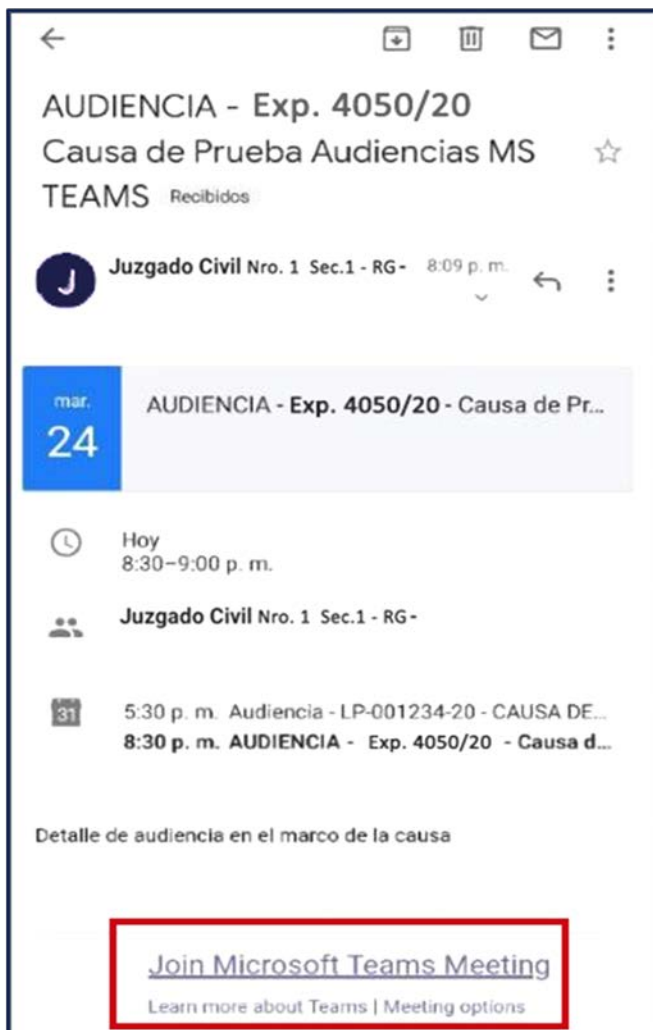 AUDIENCIA - Exp. 4050/20
Causa de Prueba Audiencias MS
TEAMS Recibidos
J
Juzgado Civil Nro. 1 Sec.1 - RG - 8:09 p. m.
mar.
24
AUDIENCIA - Exp. 4050/20 - Causa de Pr...
Hoy
8:30–9:00 p. m.
Juzgado Civil Nro. 1 Sec.1 - RG -
31
5:30 p. m. Audiencia - LP-001234-20 - CAUSA DE...
8:30 p. m. AUDIENCIA - Exp. 4050/20 - Causa d...
Detalle de audiencia en el marco de la causa
Join Microsoft Teams Meeting
Learn more about Teams | Meeting options